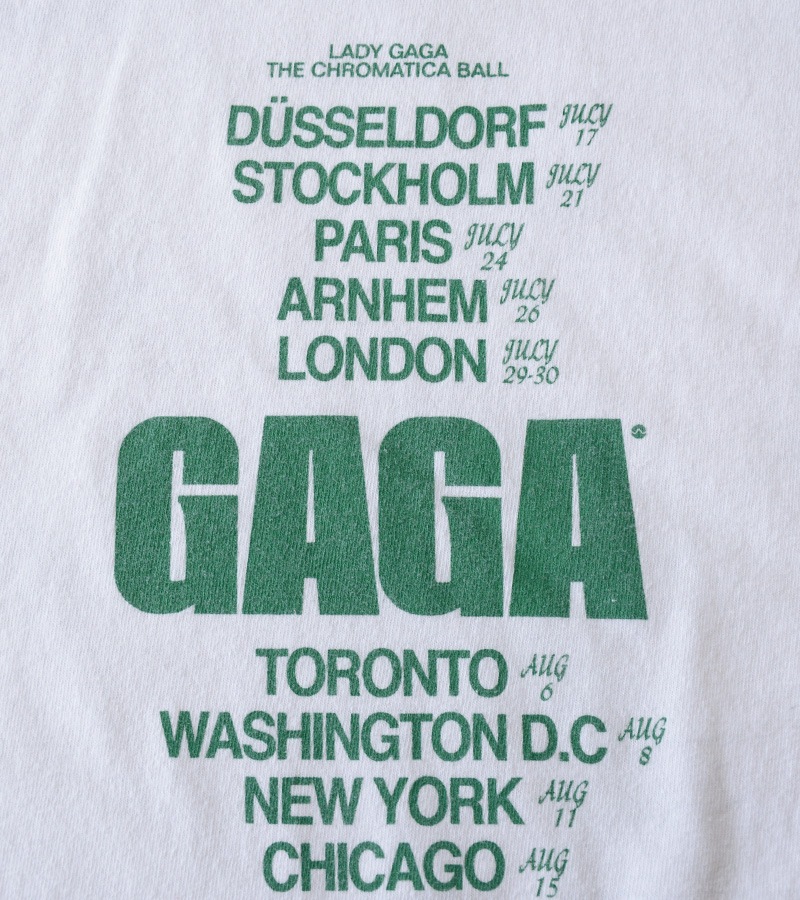 LADY GAGA
THE CHROMATICA BALL
DÜSSELDORF JULY 17
STOCKHOLM JULY 21
PARIS JULY 24
ARNHEM JULY 26
LONDON JULY 29-30
GAGA
TORONTO AUG 6
WASHINGTON D.C AUG 8
NEW YORK AUG 11
CHICAGO AUG 15